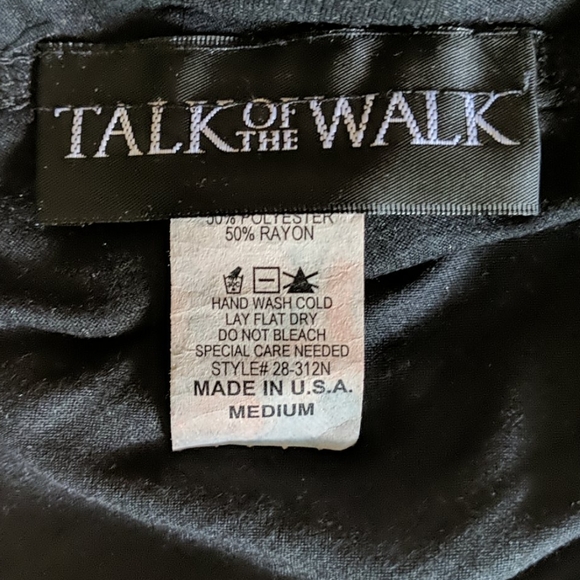 TALK OF THE WALK
50% POLYESTER
50% RAYON
HAND WASH COLD
LAY FLAT DRY
DO NOT BLEACH
SPECIAL CARE NEEDED
STYLE# 28-312N
MADE IN U.S.A.
MEDIUM